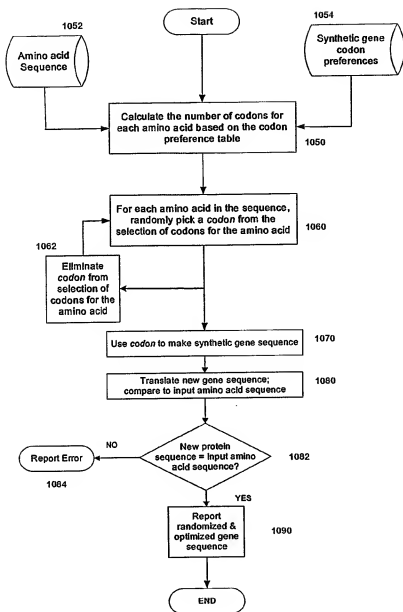 Start
1052
Amino acid
Sequence
1054
Synthetic gene
codon
preferences
Calculate the number of codons for
each amino acid based on the codon
preference table
1050
For each amino acid in the sequence,
randomly pick a codon from the
selection of codons for the amino acid
1060
1062
Eliminate
codon from
selection of
codons for the
amino acid
Use codon to make synthetic gene sequence
1070
Translate new gene sequence;
compare to input amino acid sequence
1080
New protein
sequence = input amino
acid sequence?
1082
NO
Report Error
1084
YES
Report
randomized &
optimized gene
sequence
1090
END